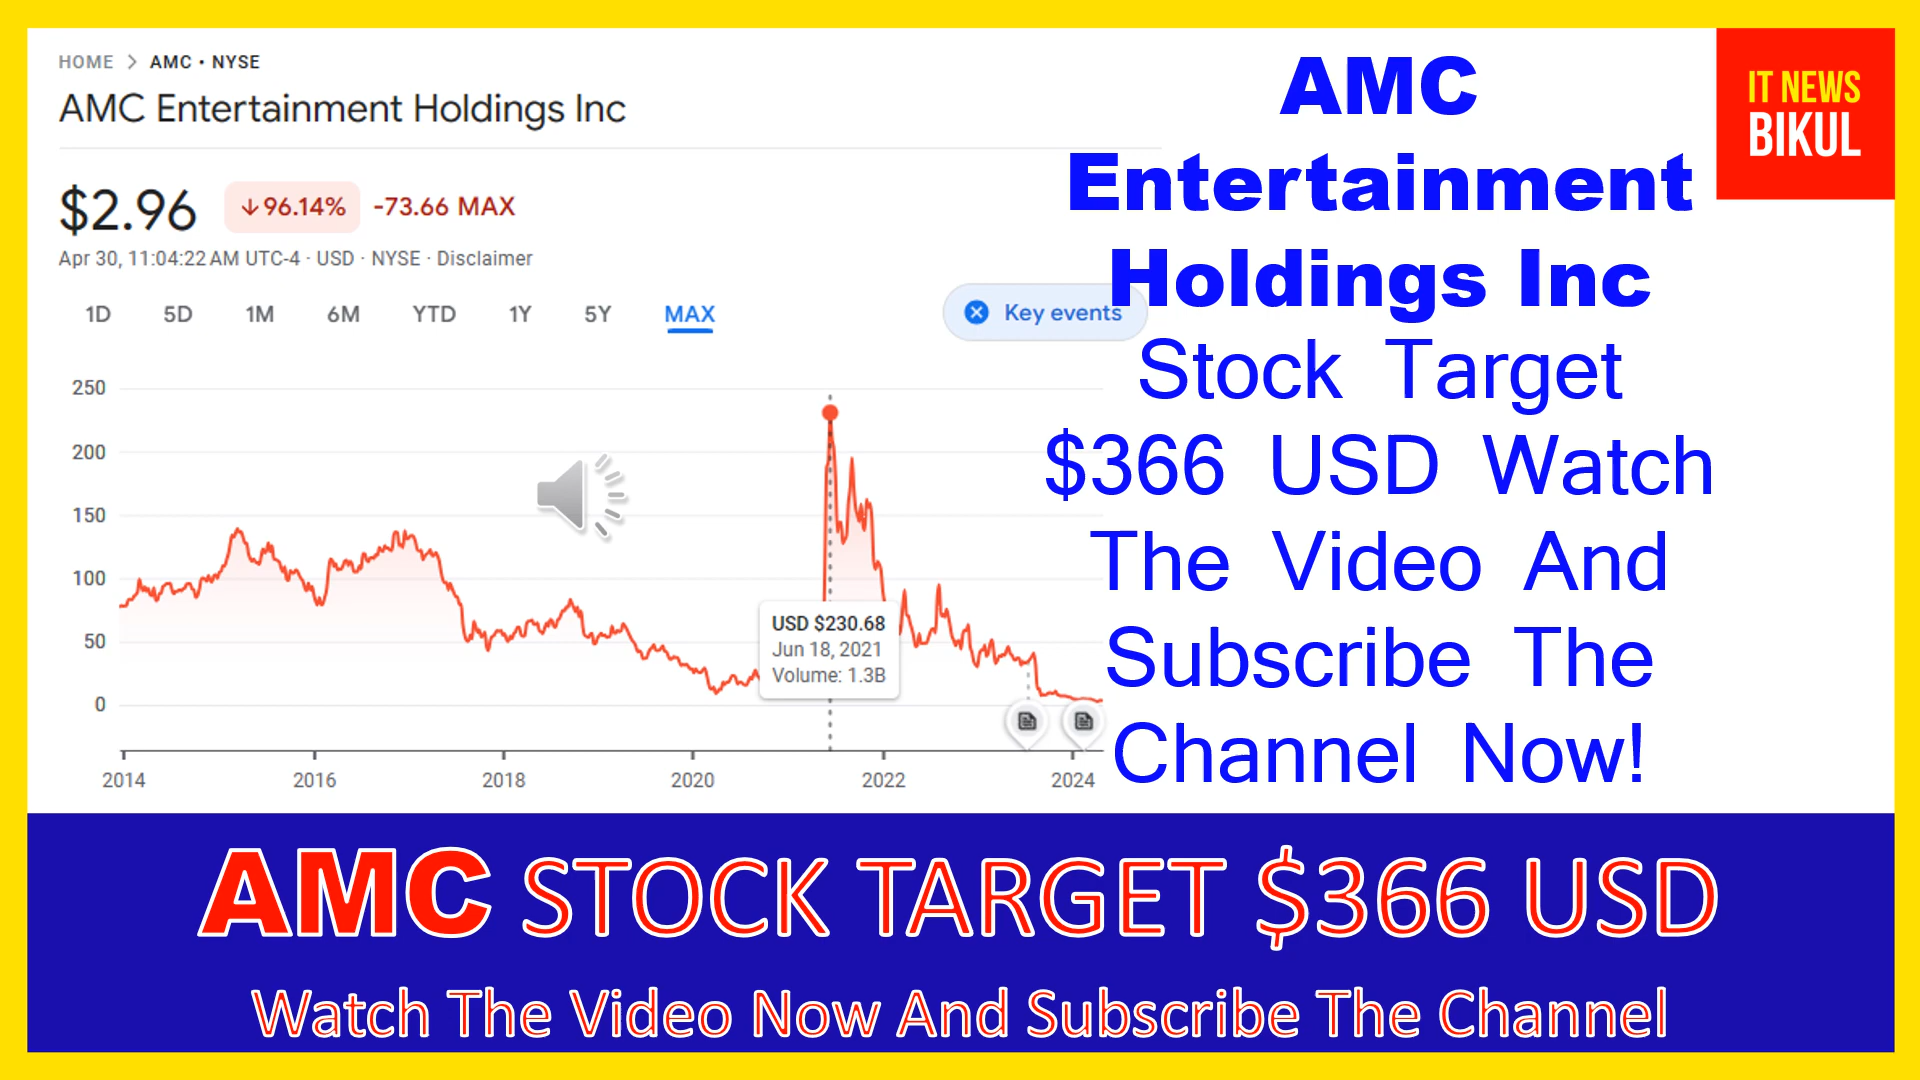 HOME > AMC • NYSE
AMC Entertainment Holdings Inc
$2.96 ↓96.14% -73.66 MAX
Apr 30, 11:04:22 AM UTC-4 · USD · NYSE · Disclaimer
1D 5D 1M 6M YTD 1Y 5Y MAX
Key events
250
200
150
100
50
0
USD $230.68
Jun 18, 2021
Volume: 1.3B
2014 2016 2018 2020 2022 2024
AMC
Entertainment
Holdings Inc
Stock Target
$366 USD Watch
The Video And
Subscribe The
Channel Now!
IT NEWS
BIKUL
AMC STOCK TARGET $366 USD
Watch The Video Now And Subscribe The Channel